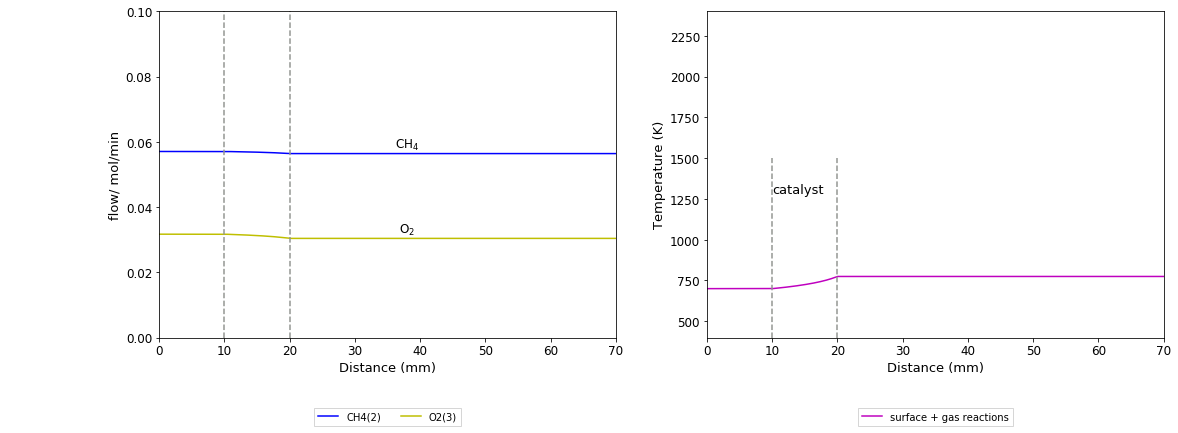 0.10
0.08
0.06
0.04
0.02
0.00
flow/ mol/min
CH4
O2
0 10 20 30 40 50 60 70
Distance (mm)
CH4(2) O2(3)
2250
2000
1750
1500
1250
1000
750
500
Temperature (K)
catalyst
0 10 20 30 40 50 60 70
Distance (mm)
surface + gas reactions